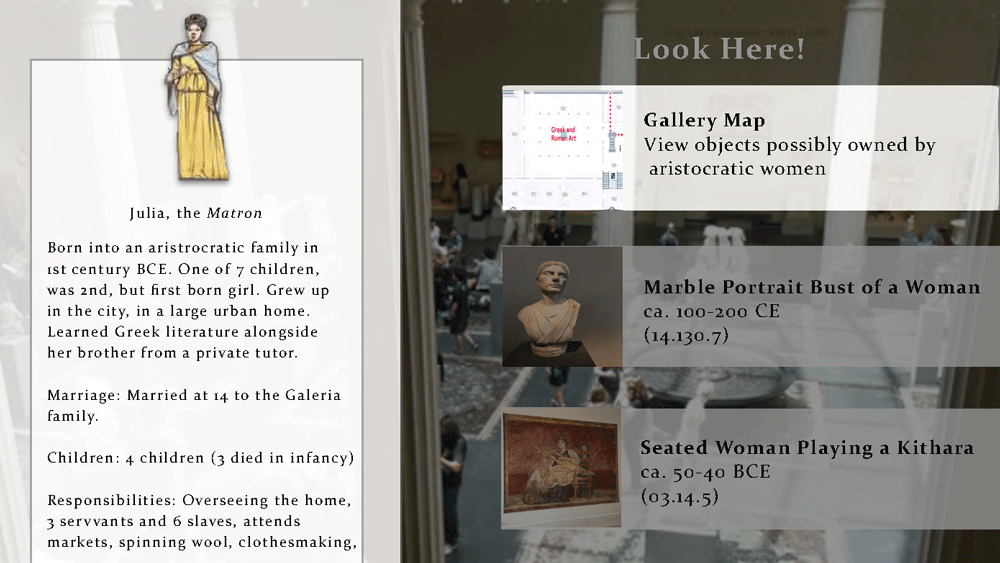 Julia, the Matron
Born into an aristrocratic family in
1st century BCE. One of 7 children,
was 2nd, but first born girl. Grew up
in the city, in a large urban home.
Learned Greek literature alongside
her brother from a private tutor.
Marriage: Married at 14 to the Galeria
family.
Children: 4 children (3 died in infancy)
Responsibilities: Overseeing the home,
3 servvants and 6 slaves, attends
markets, spinning wool, clothesmaking,
Look Here!
Greek and
Roman Art
Gallery Map
View objects possibly owned by
aristocratic women
Marble Portrait Bust of a Woman
ca. 100-200 CE
(14.130.7)
Seated Woman Playing a Kithara
ca. 50-40 BCE
(03.14.5)